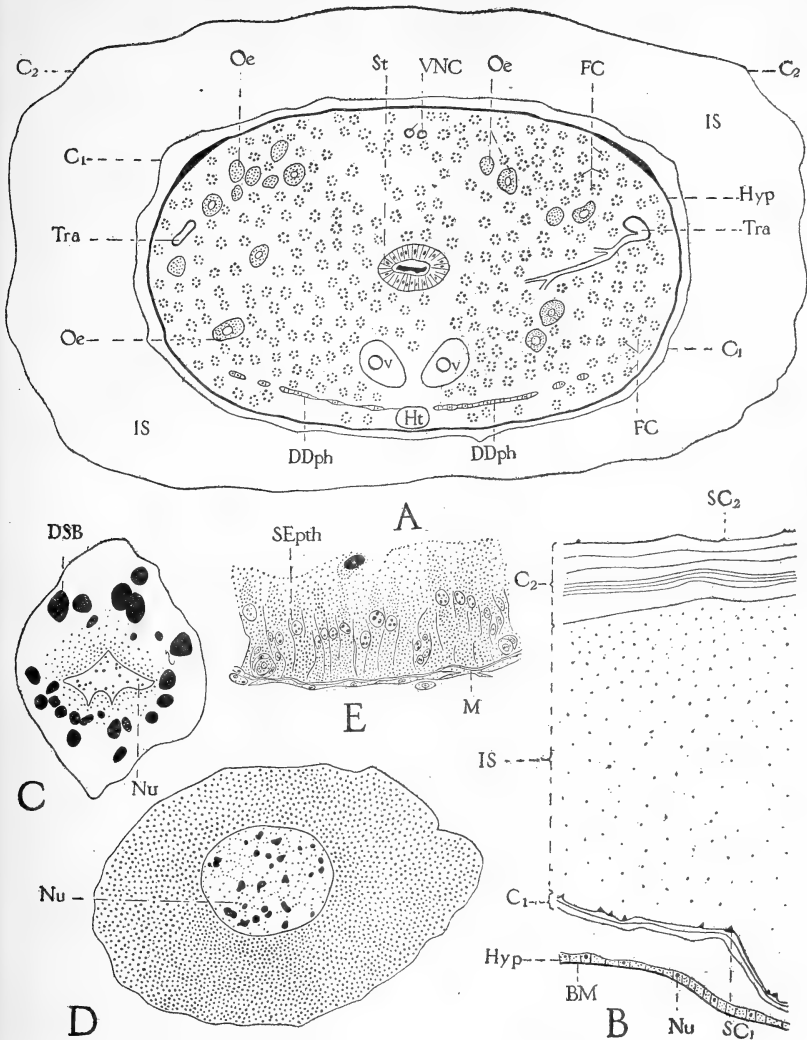 Oe St VNC Oe FC
C₂ C₂
IS
C₁
Hyp
Tra Tra
Oe
Ov Ov
C₁
Ht
IS FC
DDph DDph
A
SC₂
DSB
SEpth
C₂
M
E
IS
Nu
C
Nu
C₁
Hyp
BM
D Nu SC₁ B